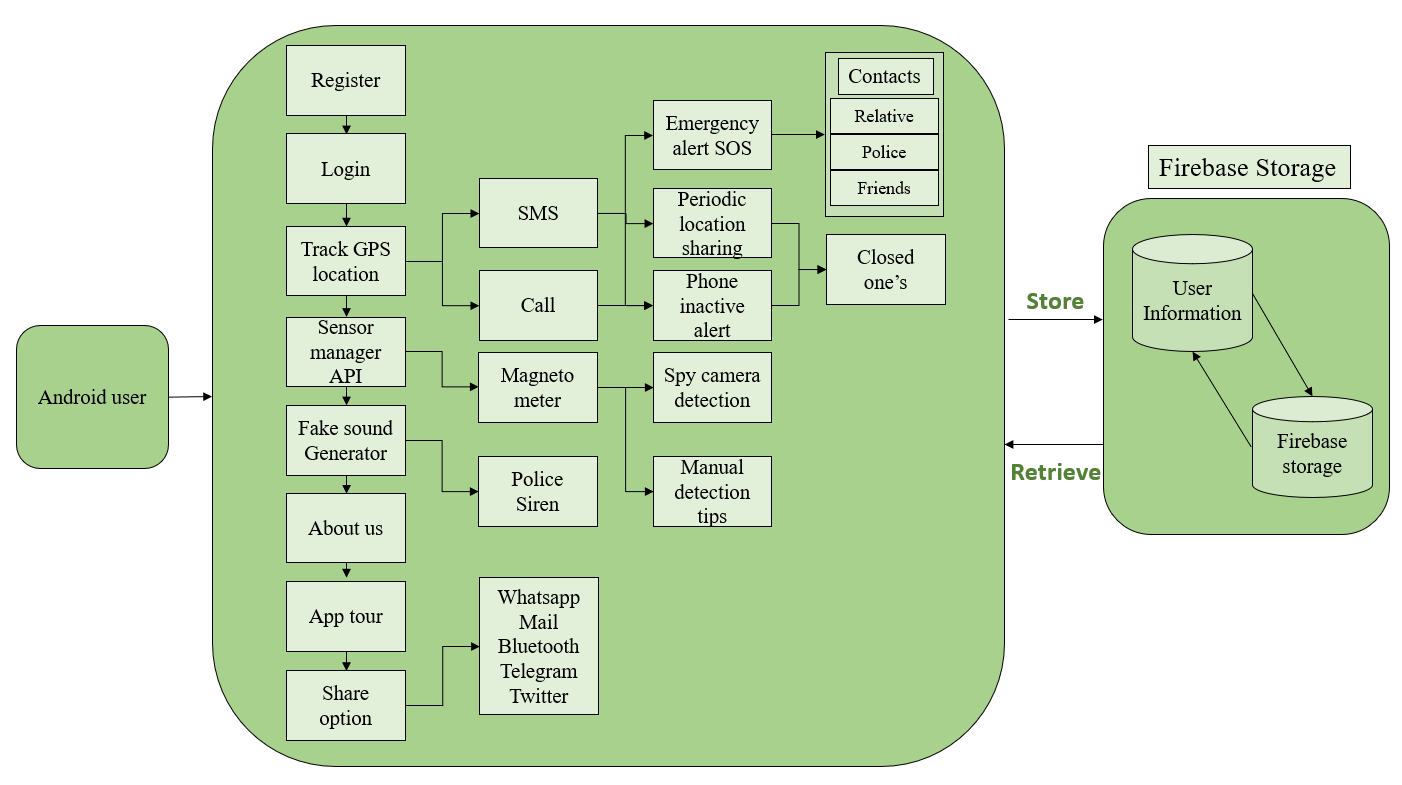 Android user
Register
Login
Track GPS
location
Sensor
manager
API
Fake sound
Generator
About us
App tour
Share
option
SMS
Call
Magneto
meter
Police
Siren
Whatsapp
Mail
Bluetooth
Telegram
Twitter
Emergency
alert SOS
Periodic
location
sharing
Phone
inactive
alert
Spy camera
detection
Manual
detection
tips
Contacts
Relative
Police
Friends
Closed
one’s
Store
Retrieve
Firebase Storage
User
Information
Firebase
storage